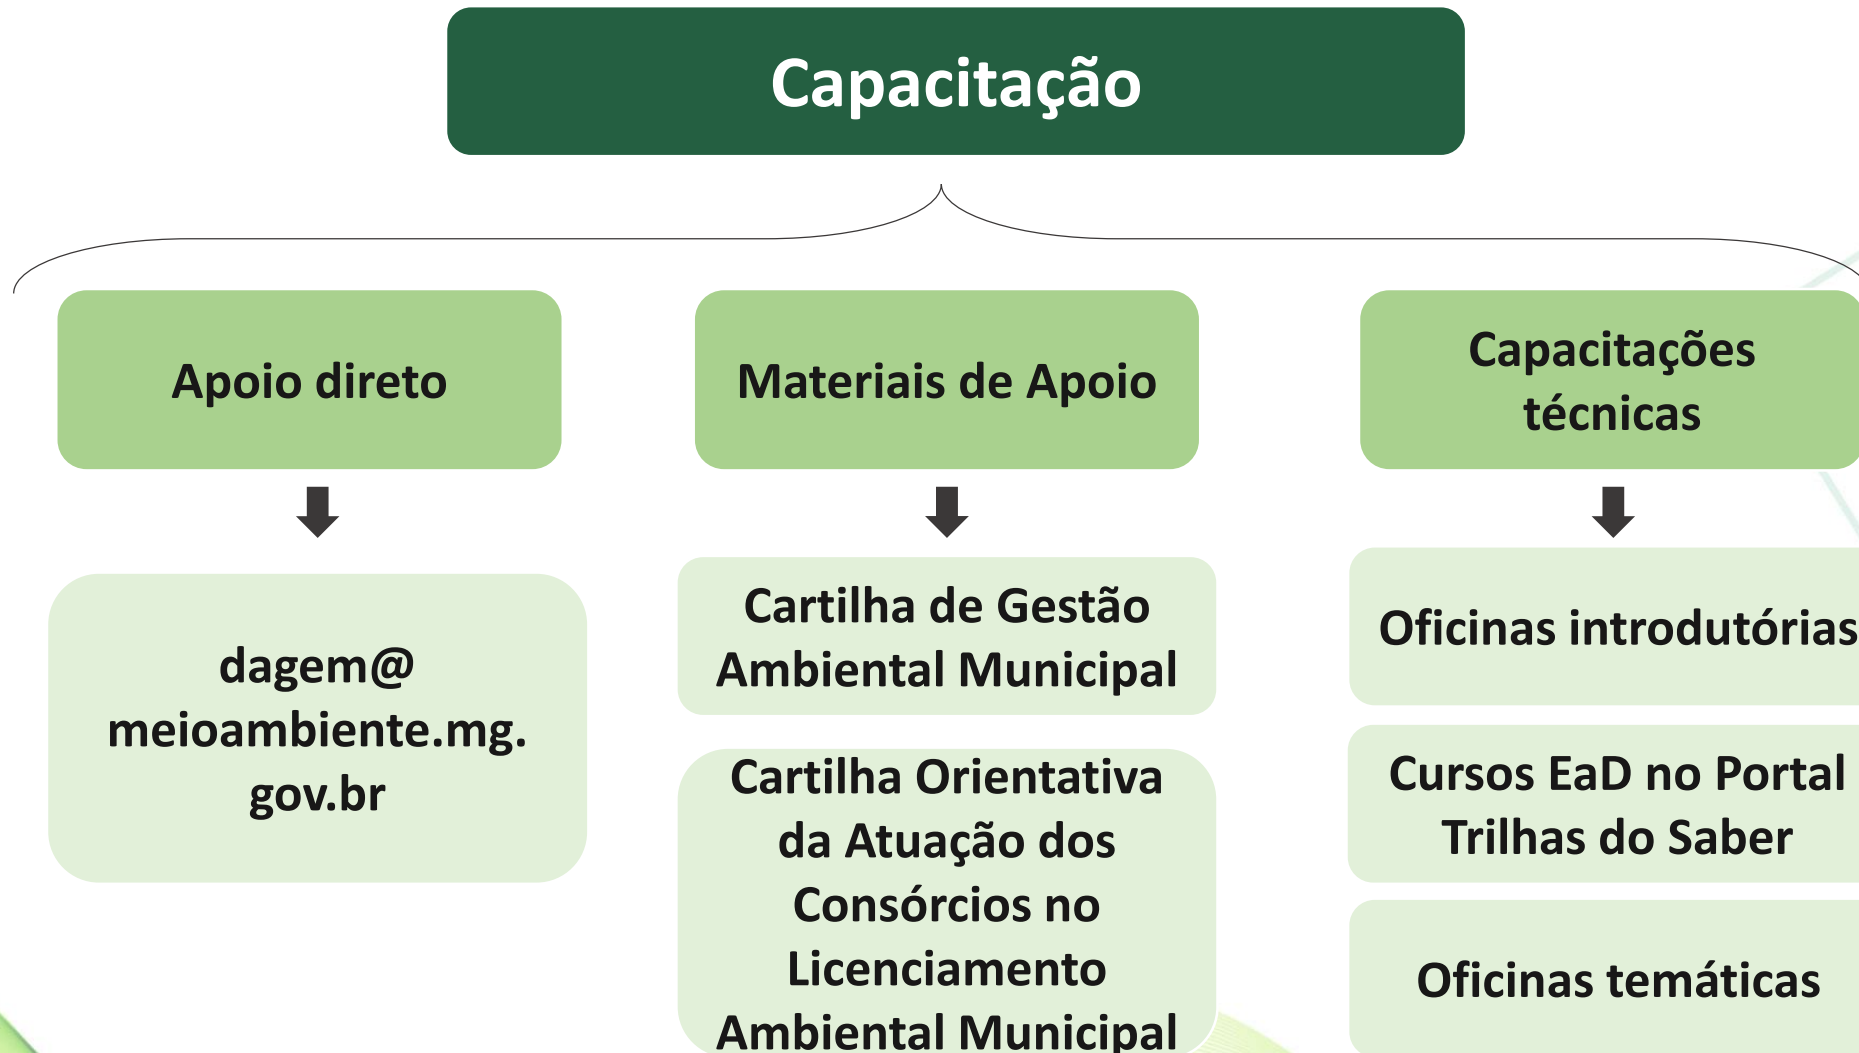 Capacitação
Apoio direto
dagem@
meioambiente.mg.
gov.br
Materiais de Apoio
Cartilha de Gestão
Ambiental Municipal
Cartilha Orientativa
da Atuação dos
Consórcios no
Licenciamento
Ambiental Municipal
Capacitações
técnicas
Oficinas introdutórias
Cursos EaD no Portal
Trilhas do Saber
Oficinas temáticas